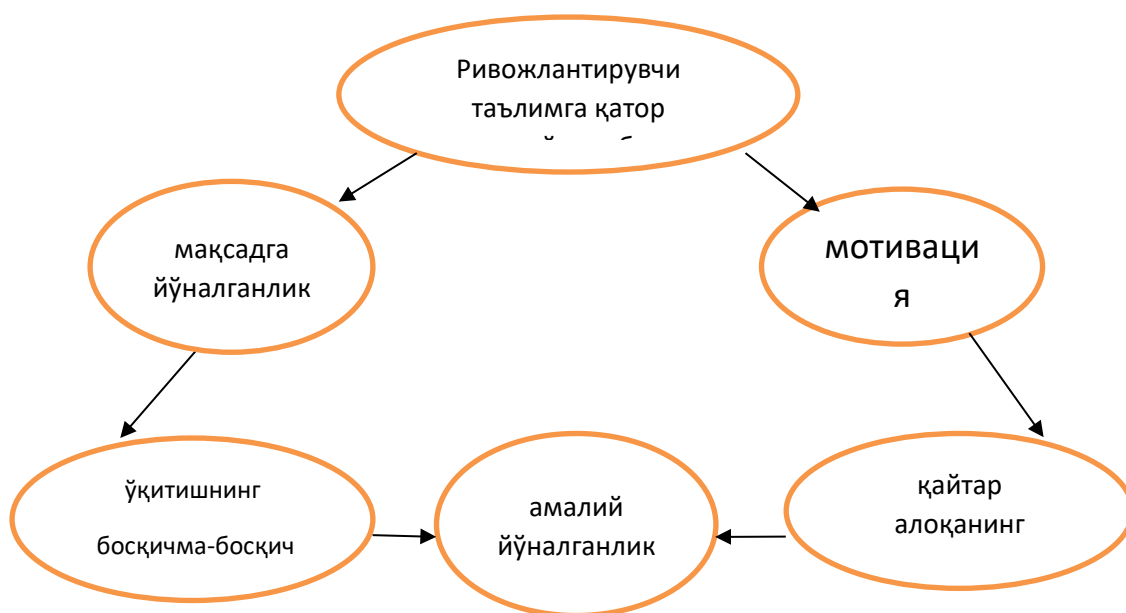 Ривожлантирувчи
таълимга қатор
мақсадга
йўналганлик
мотиваци
я
ўқитишнинг
босқичма-босқич
амалий
йўналганлик
қайтар
алоқанинг